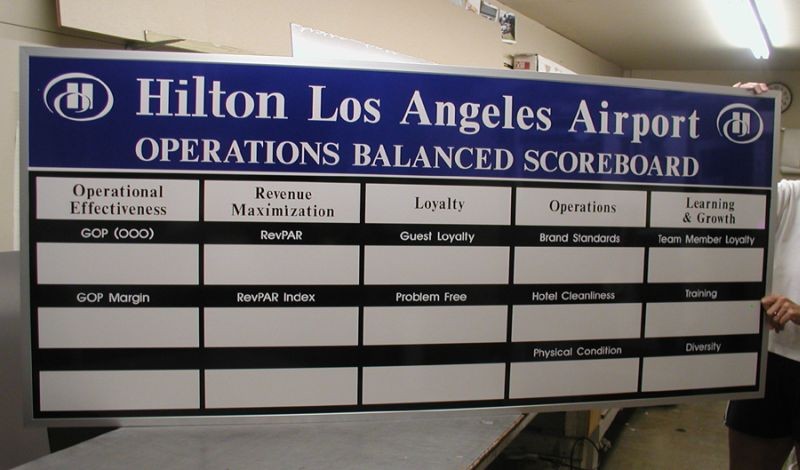 Hilton Los Angeles Airport
OPERATIONS BALANCED SCOREBOARD
Operational
Effectiveness
Revenue
Maximization
Loyalty
Operations
Learning
& Growth
GOP (OOO)
RevPAR
Guest Loyalty
Brand Standards
Team Member Loyalty
GOP Margin
RevPAR Index
Problem Free
Hotel Cleanliness
Training
Physical Condition
Diversity